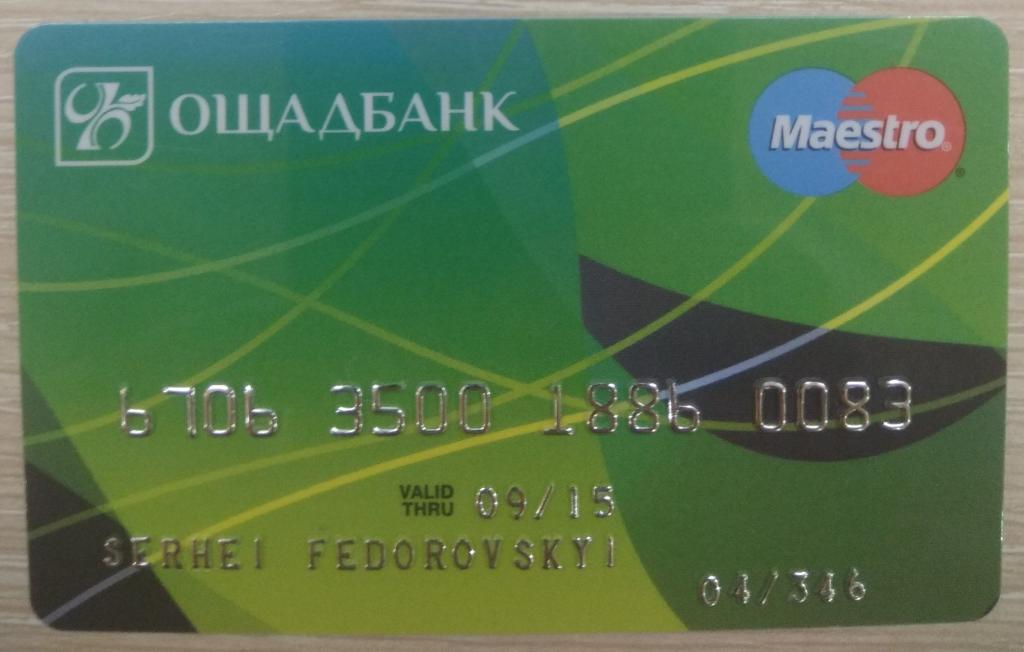 ОЩАДБАНК
Maestro®
6706 3500 1886 0083
VALID THRU 09/15
SERHEI FEDOROVSKYI
04/346